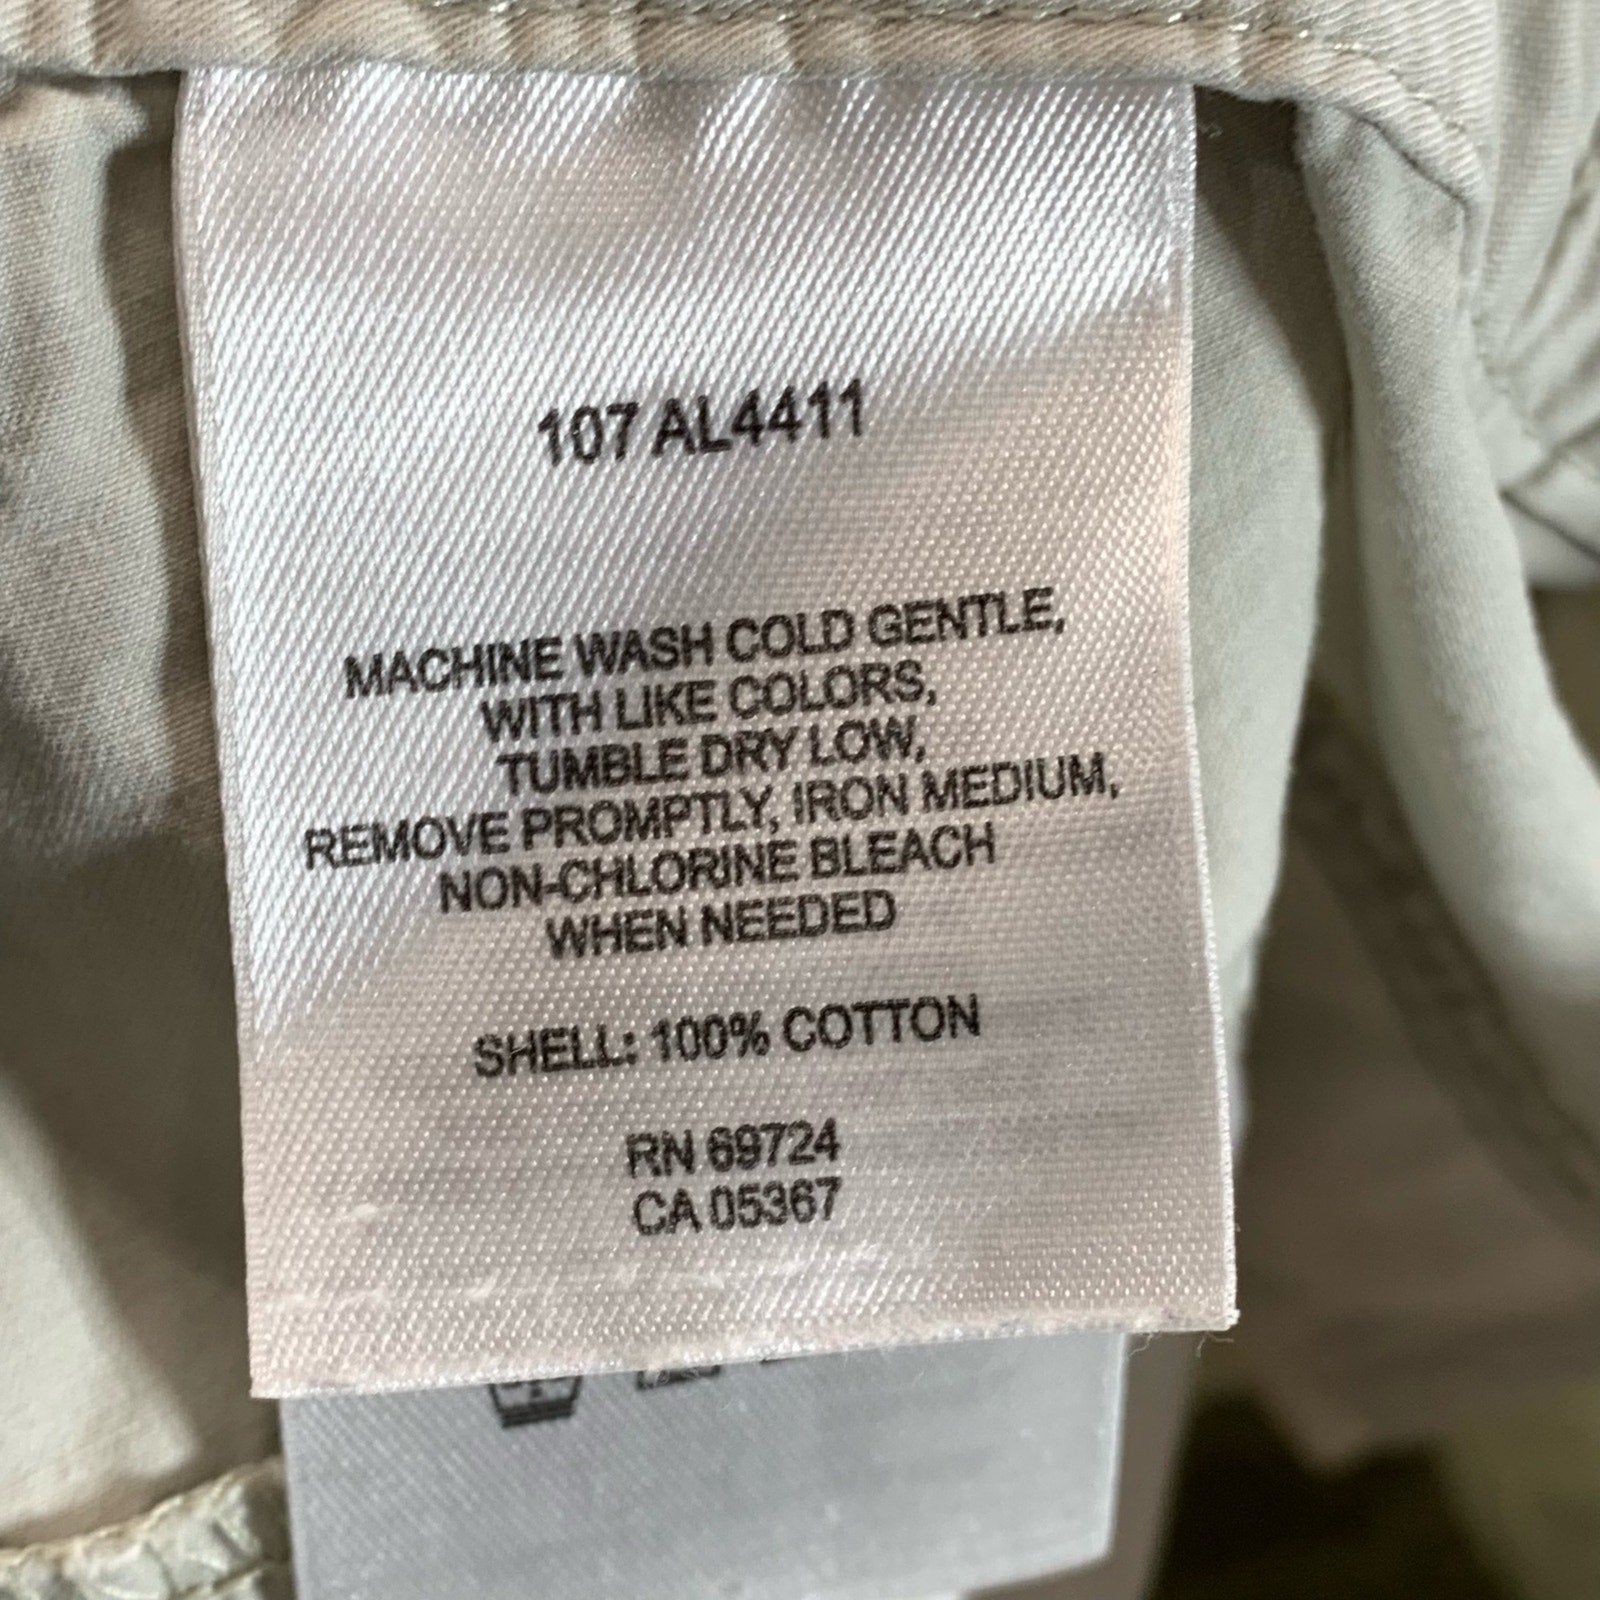 107 AL4411
MACHINE WASH COLD GENTLE,
WITH LIKE COLORS,
TUMBLE DRY LOW,
REMOVE PROMPTLY, IRON MEDIUM,
NON-CHLORINE BLEACH
WHEN NEEDED
SHELL: 100% COTTON
RN 69724
CA 05367